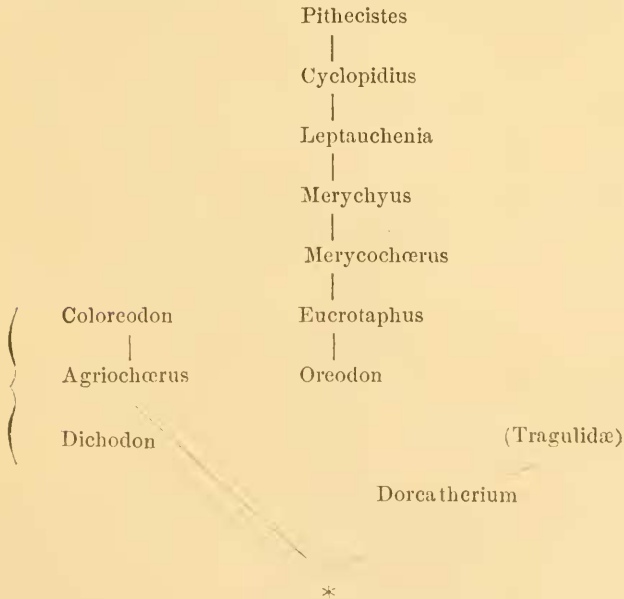 Pithecistes
|
Cyclopidius
|
Leptauchenia
|
Merychyus
|
Merycochœrus
|
Coloreodon Eucrotaphus
| |
Agriochœrus Oreodon
Dichodon (Tragulidæ)
Dorcatherium
*